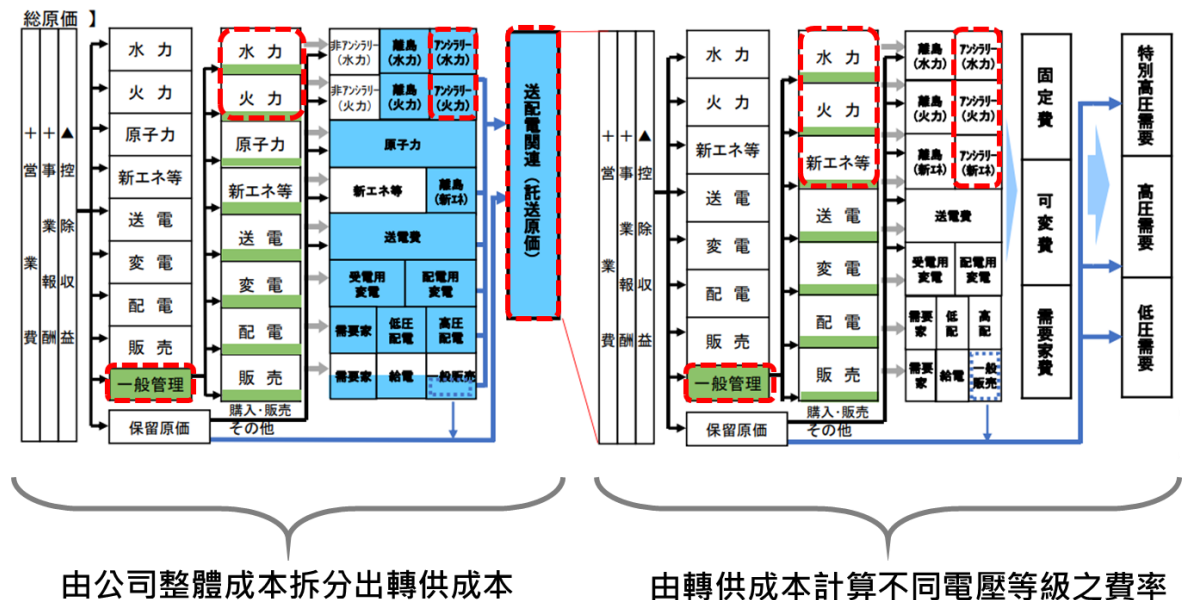 総原価 】
＋営業費
＋事業報酬
▲控除収益
水 力
火 力
原子力
新エネ等
送 電
変 電
配 電
販 売
一般管理
保留原価
水 力
火 力
原子力
新エネ等
送 電
変 電
配 電
販 売
購入・販売
その他
非アンシラリー
(水力)
離島
(水力)
アンシラリー
(水力)
非アンシラリー
(火力)
離島
(火力)
アンシラリー
(火力)
原子力
新エネ等
離島
(新エネ)
送電費
受電用
変電
配電用
変電
需要家
低圧
配電
高圧
配電
需要家
給電
一般販売
送配電関連（託送原価）
＋営業費
＋事業報酬
▲控除収益
水 力
火 力
新エネ等
送 電
変 電
配 電
販 売
一般管理
保留原価
水 力
火 力
新エネ等
送 電
変 電
配 電
販 売
購入・販売
その他
離島
(水力)
アンシラリー
(水力)
離島
(火力)
アンシラリー
(火力)
離島
(新エネ)
アンシラリー
(新エネ)
送電費
受電用
変電
配電用
変電
需要
家
低
配
高
配
需要
家
給電
一般
販売
固定費
可変費
需要家費
特別高圧需要
高圧需要
低圧需要
由公司整體成本拆分出轉供成本
由轉供成本計算不同電壓等級之費率